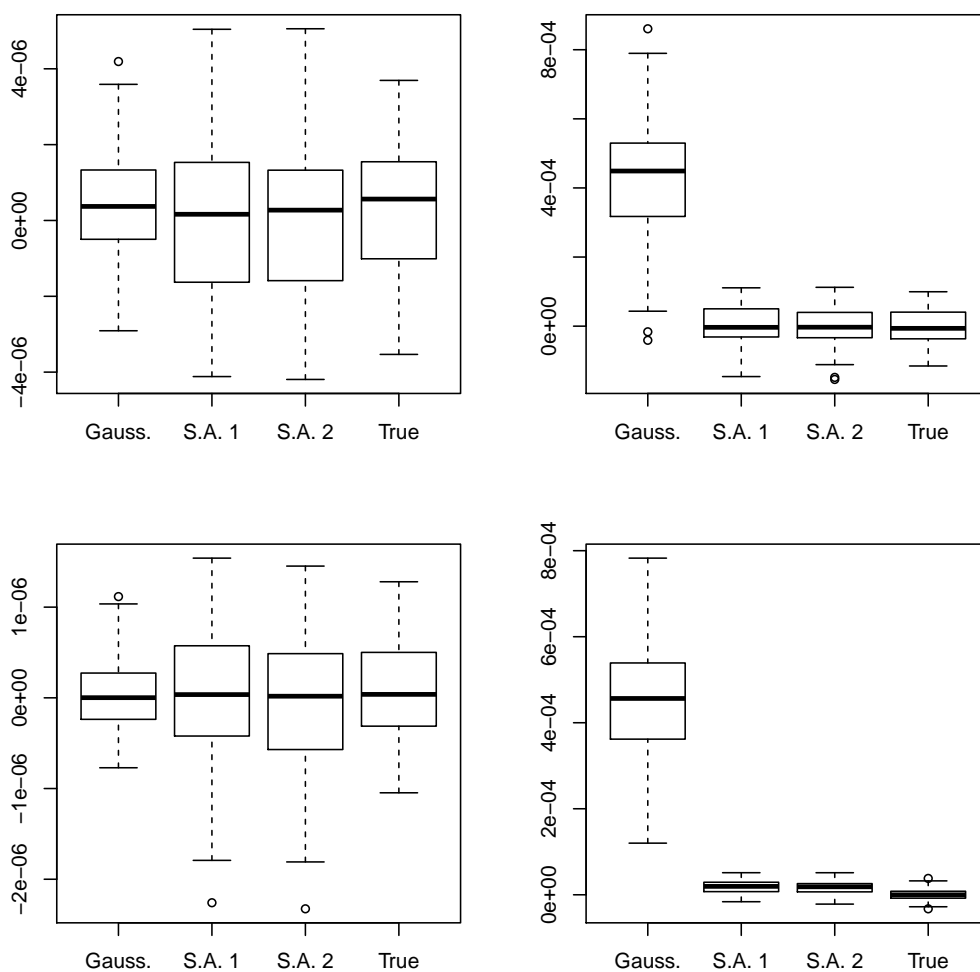 4e−06
0e+00
−4e−06
Gauss. S.A. 1 S.A. 2 True
8e−04
4e−04
0e+00
Gauss. S.A. 1 S.A. 2 True
1e−06
0e+00
−1e−06
−2e−06
Gauss. S.A. 1 S.A. 2 True
8e−04
6e−04
4e−04
2e−04
0e+00
Gauss. S.A. 1 S.A. 2 True